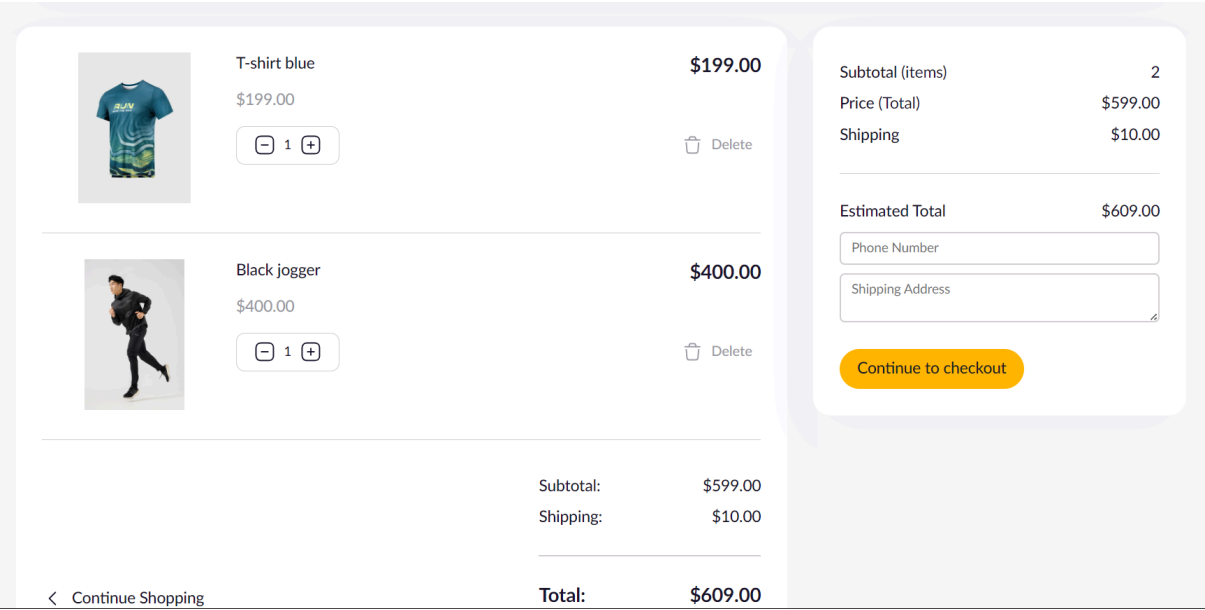 T-shirt blue
$199.00
$199.00
1
Delete
RUN
Black jogger
$400.00
$400.00
1
Delete
Subtotal: $599.00
Shipping: $10.00
Total: $609.00
Continue Shopping
Subtotal (items) 2
Price (Total) $599.00
Shipping $10.00
Estimated Total $609.00
Phone Number
Shipping Address
Continue to checkout